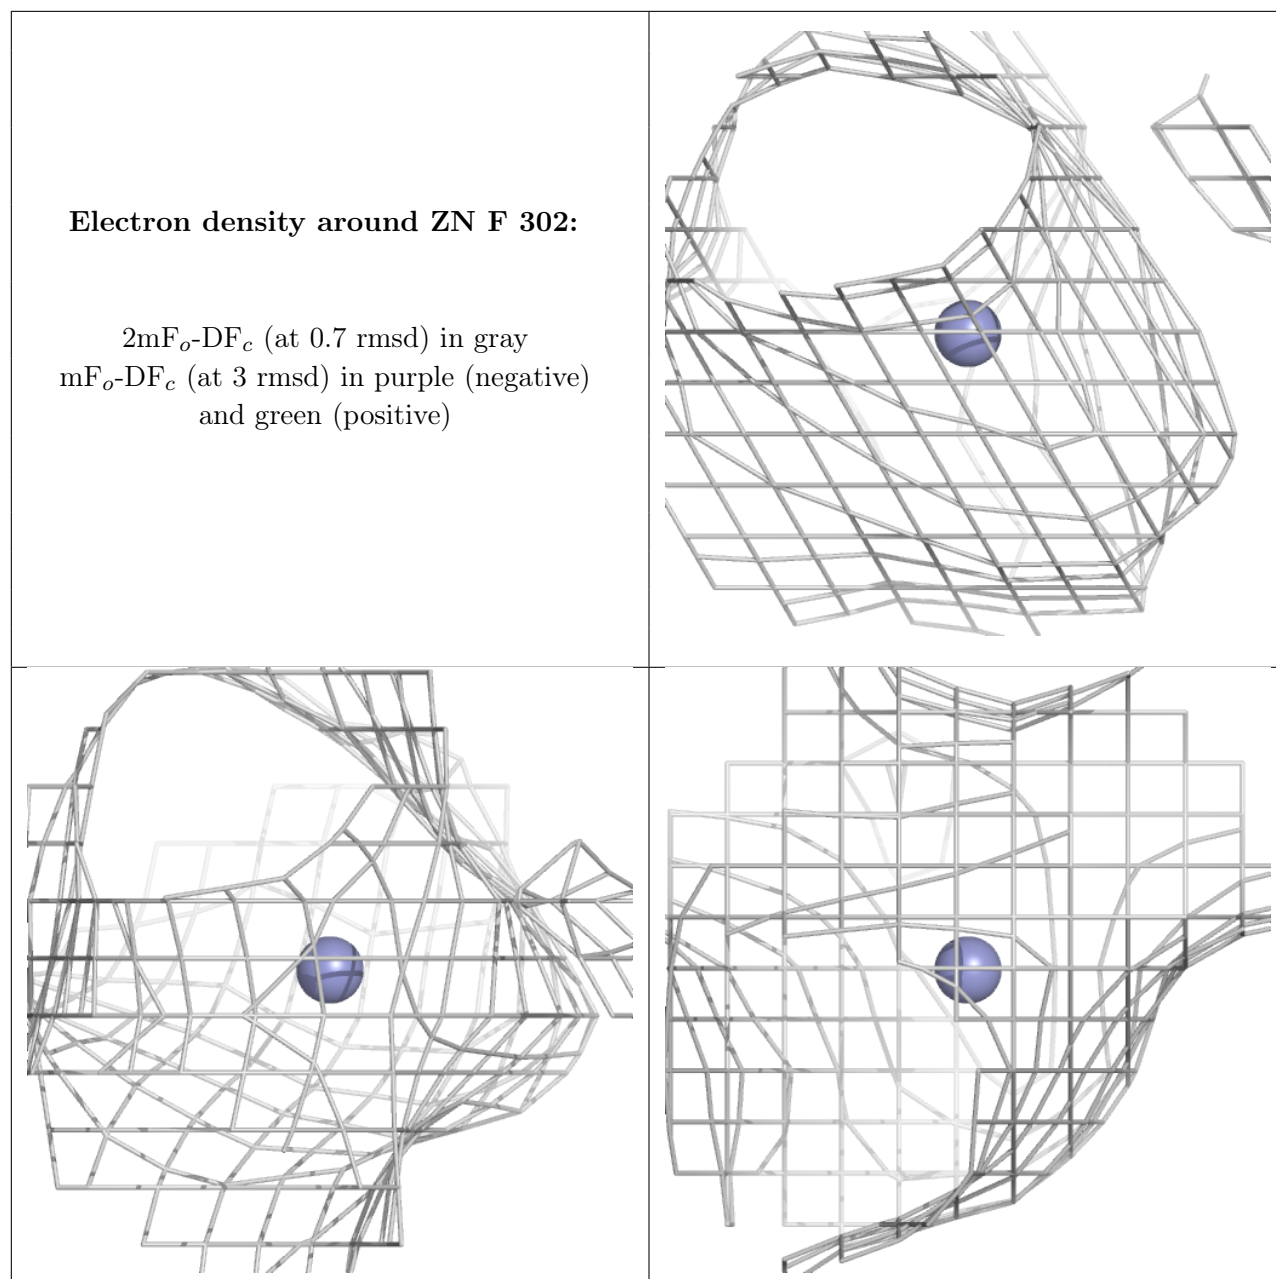 Electron density around ZN F 302:
2mFo-DFc (at 0.7 rmsd) in gray
mFo-DFc (at 3 rmsd) in purple (negative)
and green (positive)